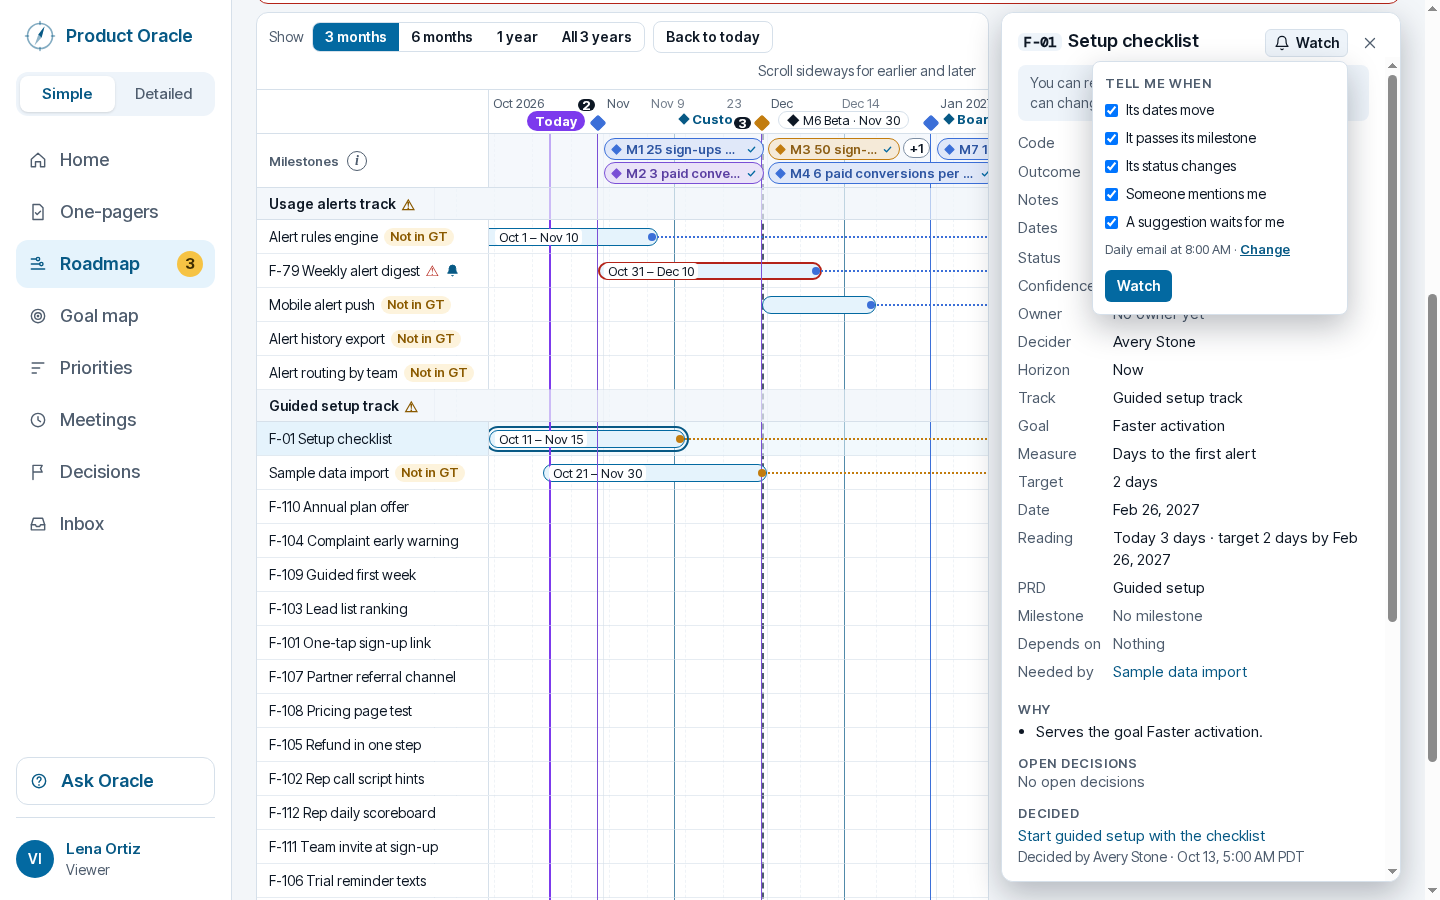 Product Oracle
Simple
Detailed
Home
One-pagers
Roadmap
3
Goal map
Priorities
Meetings
Decisions
Inbox
Ask Oracle
VI
Lena Ortiz
Viewer
Show
3 months
6 months
1 year
All 3 years
Back to today
Scroll sideways for earlier and later
Oct 2026
2
Nov
Nov 9
23
Dec
Dec 14
Jan 2027
Today
Custo
3
M6 Beta · Nov 30
Boar
Milestones
i
M1 25 sign-ups ...
M3 50 sign-...
+1
M7 1
M2 3 paid conve...
M4 6 paid conversions per ...
Usage alerts track
Alert rules engine
Not in GT
Oct 1 – Nov 10
F-79 Weekly alert digest
Oct 31 – Dec 10
Mobile alert push
Not in GT
Alert history export
Not in GT
Alert routing by team
Not in GT
Guided setup track
F-01 Setup checklist
Oct 11 – Nov 15
Sample data import
Not in GT
Oct 21 – Nov 30
F-110 Annual plan offer
F-104 Complaint early warning
F-109 Guided first week
F-103 Lead list ranking
F-101 One-tap sign-up link
F-107 Partner referral channel
F-108 Pricing page test
F-105 Refund in one step
F-102 Rep call script hints
F-112 Rep daily scoreboard
F-111 Team invite at sign-up
F-106 Trial reminder texts
F-01 Setup checklist
Watch
You can re
can chang
TELL ME WHEN
Its dates move
It passes its milestone
Its status changes
Someone mentions me
A suggestion waits for me
Daily email at 8:00 AM · Change
Watch
Code
Outcome
Notes
Dates
Status
Confidence
Owner
No owner yet
Decider
Avery Stone
Horizon
Now
Track
Guided setup track
Goal
Faster activation
Measure
Days to the first alert
Target
2 days
Date
Feb 26, 2027
Reading
Today 3 days · target 2 days by Feb
26, 2027
PRD
Guided setup
Milestone
No milestone
Depends on
Nothing
Needed by
Sample data import
WHY
Serves the goal Faster activation.
OPEN DECISIONS
No open decisions
DECIDED
Start guided setup with the checklist
Decided by Avery Stone · Oct 13, 5:00 AM PDT